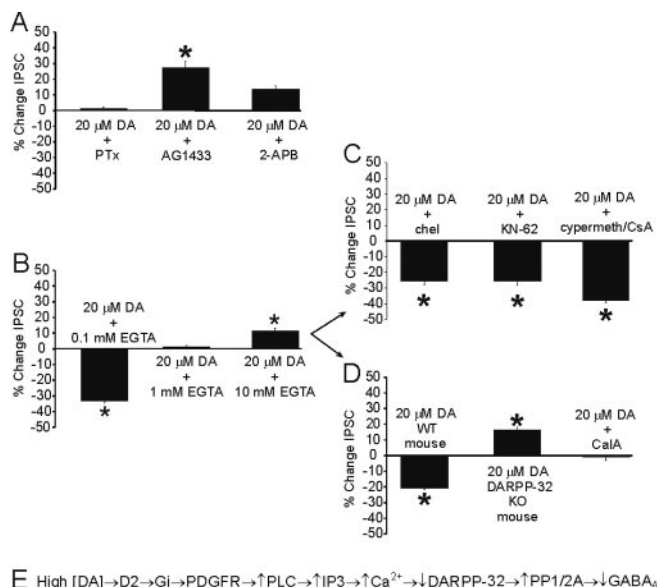 A
% Change IPSC
50
40
30
20
10
0
-10
-20
-30
-40
-50
*
20 µM DA
+
PTx
20 µM DA
+
AG1433
20 µM DA
+
2-APB
B
% Change IPSC
50
40
30
20
10
0
-10
-20
-30
-40
-50
20 µM DA
+
0.1 mM EGTA
*
20 µM DA
+
1 mM EGTA
*
20 µM DA
+
10 mM EGTA
C
% Change IPSC
50
40
30
20
10
0
-10
-20
-30
-40
-50
20 µM DA
+
chel
20 µM DA
+
KN-62
20 µM DA
+
cypermeth/CsA
* * *
D
% Change IPSC
50
40
30
20
10
0
-10
-20
-30
-40
-50
20 µM DA
WT
mouse
*
*
20 µM DA
DARPP-32
KO
mouse
20 µM DA
+
CalA
E High [DA]→D2→Gi→PDGFR→↑PLC→↑IP3→↑Ca²⁺→↓DARPP-32→↑PP1/2A→↓GABA